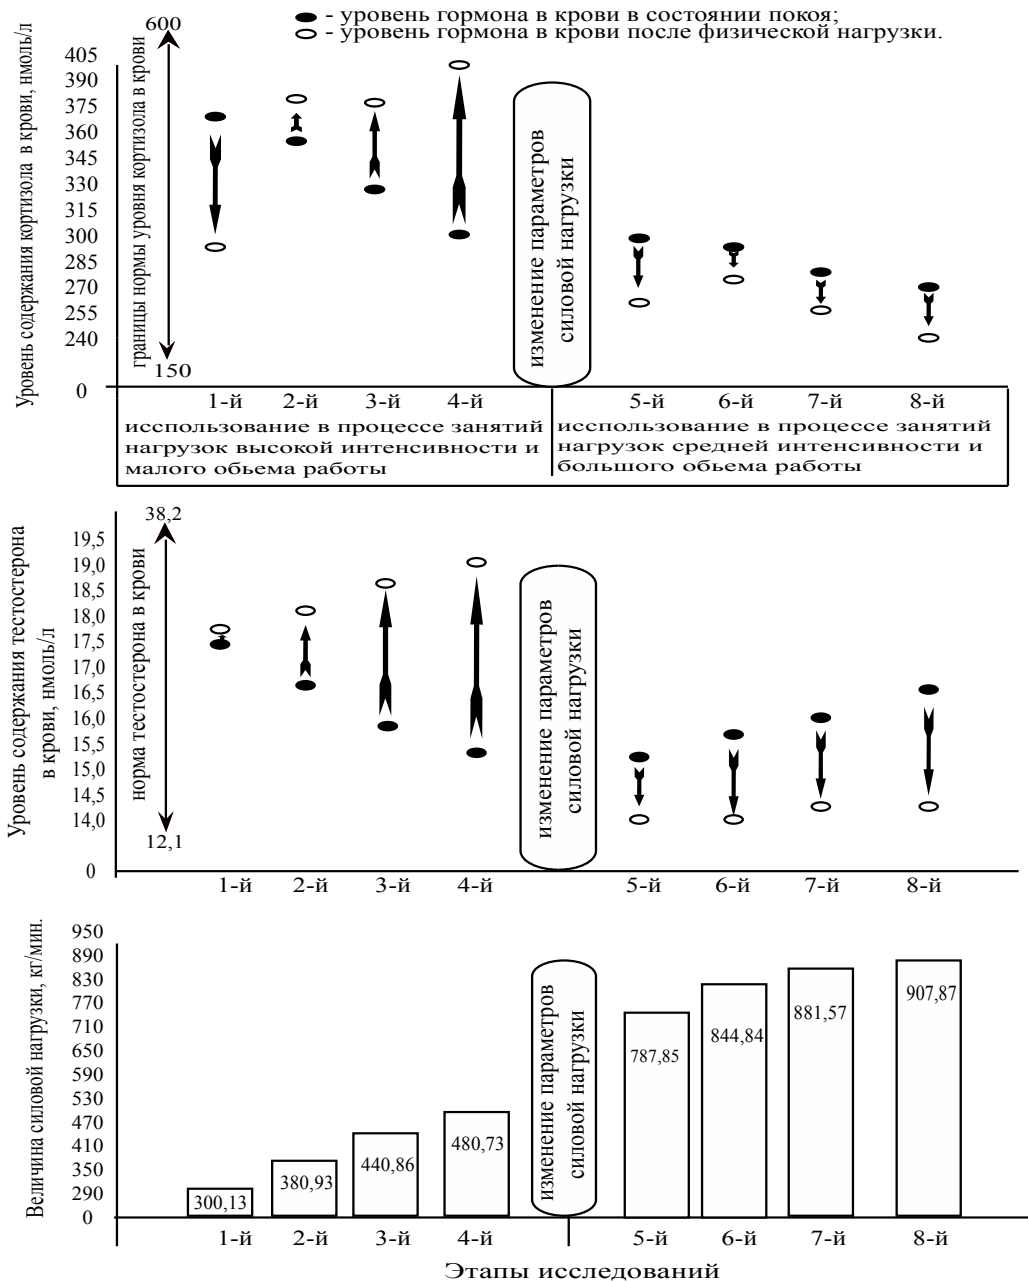 - уровень гормона в крови в состоянии покоя;
- уровень гормона в крови после физической нагрузки.
Уровень содержания кортизола в крови, нмоль/л
405
390
375
360
345
330
315
300
285
270
255
240
0
600
границы нормы уровня кортизола в крови
150
изменение параметров
силовой нагрузки
1-й 2-й 3-й 4-й 5-й 6-й 7-й 8-й
исспользование в процессе занятий
нагрузок высокой интенсивности и
малого обьема работы
исспользование в процессе занятий
нагрузок средней интенсивности и
большого обьема работы
Уровень содержания тестостерона
в крови, нмоль/л
19,5
19,0
18,5
18,0
17,5
17,0
16,5
16,0
15,5
15,0
14,5
14,0
0
38,2
норма тестостерона в крови
12,1
изменение параметров
силовой нагрузки
1-й 2-й 3-й 4-й 5-й 6-й 7-й 8-й
Величина силовой нагрузки, кг/мин.
950
890
830
770
710
650
590
530
470
410
350
290
0
300,13
380,93
440,86
480,73
изменение параметров
силовой нагрузки
787,85
844,84
881,57
907,87
1-й 2-й 3-й 4-й 5-й 6-й 7-й 8-й
Этапы исследований